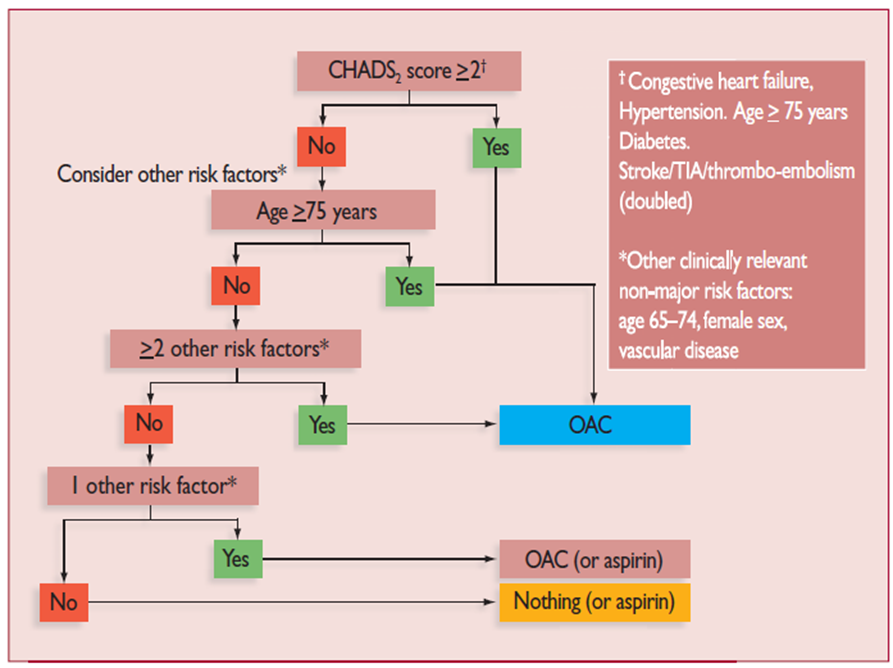 CHADS₂ score ≥2†
No
Yes
Consider other risk factors*
Age ≥75 years
No
Yes
≥2 other risk factors*
No
Yes
OAC
1 other risk factor*
Yes
OAC (or aspirin)
No
Nothing (or aspirin)
† Congestive heart failure,
Hypertension. Age ≥ 75 years
Diabetes.
Stroke/TIA/thrombo-embolism
(doubled)
*Other clinically relevant
non-major risk factors:
age 65–74, female sex,
vascular disease